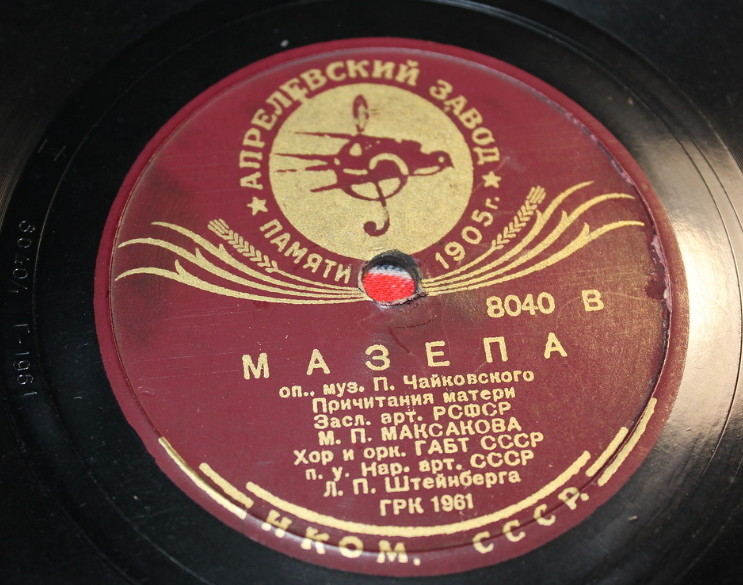 ★ АПРЕЛЕВСКИЙ ЗАВОД ★
ПАМЯТИ 1905 г.
8040 В
МАЗЕПА
оп., муз. П. Чайковского
Причитания матери
Засл. арт. РСФСР
М. П. МАКСАКОВА
Хор и орк. ГАБТ СССР
п. у. Нар. арт. СССР
Л. П. Штейнберга
ГРК 1961
НКОМ. СССР.
Г-1961